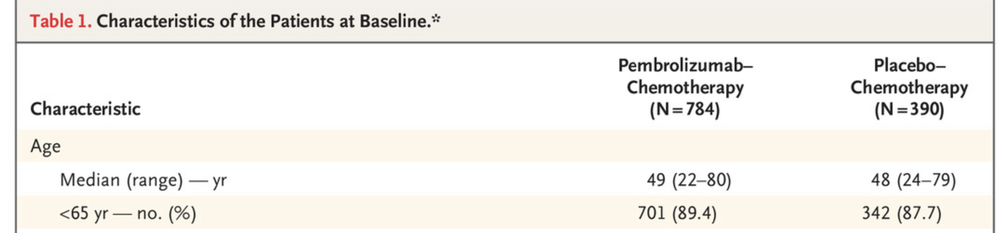 Table 1. Characteristics of the Patients at Baseline.*
Characteristic
Pembrolizumab–
Chemotherapy
(N=784)
Placebo–
Chemotherapy
(N=390)
Age
Median (range) — yr 49 (22–80) 48 (24–79)
<65 yr — no. (%) 701 (89.4) 342 (87.7)